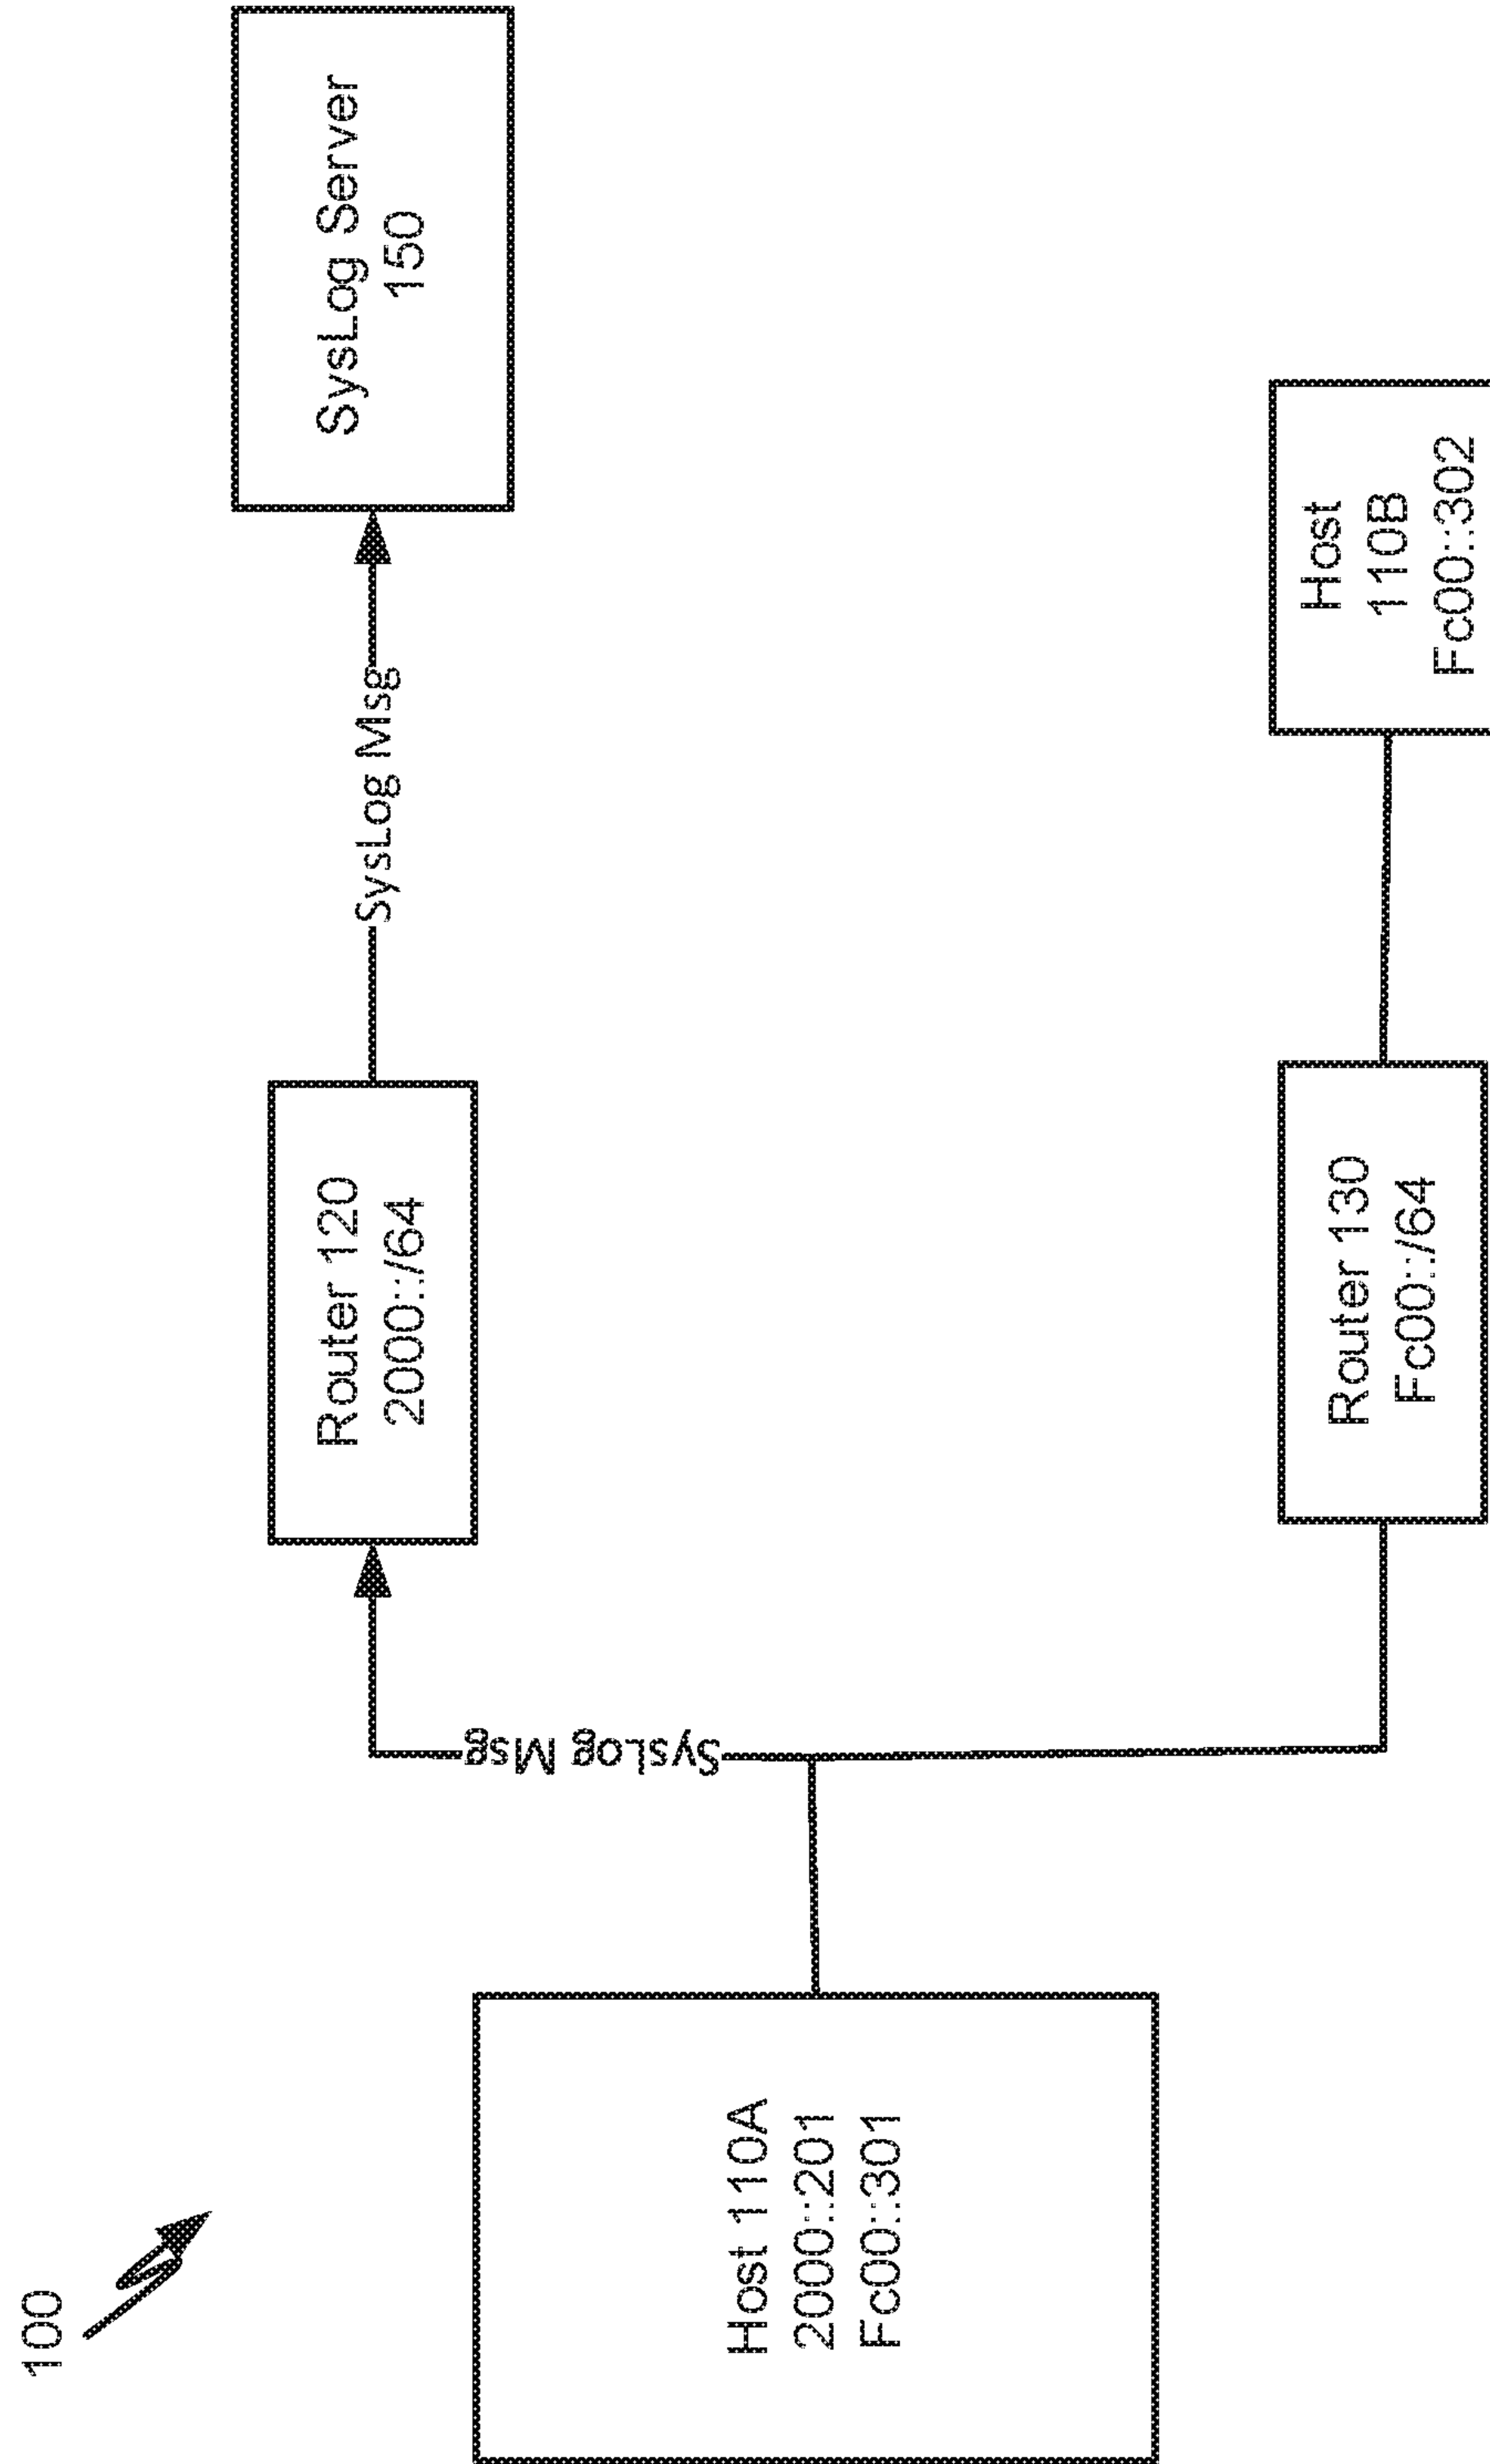 100
Host 110A
2000::201
Fc00::301
SysLog Msg
Router 120
2000::/64
SysLog Msg
SysLog Server
150
Router 130
Fc00::/64
Host
110B
Fc00::302